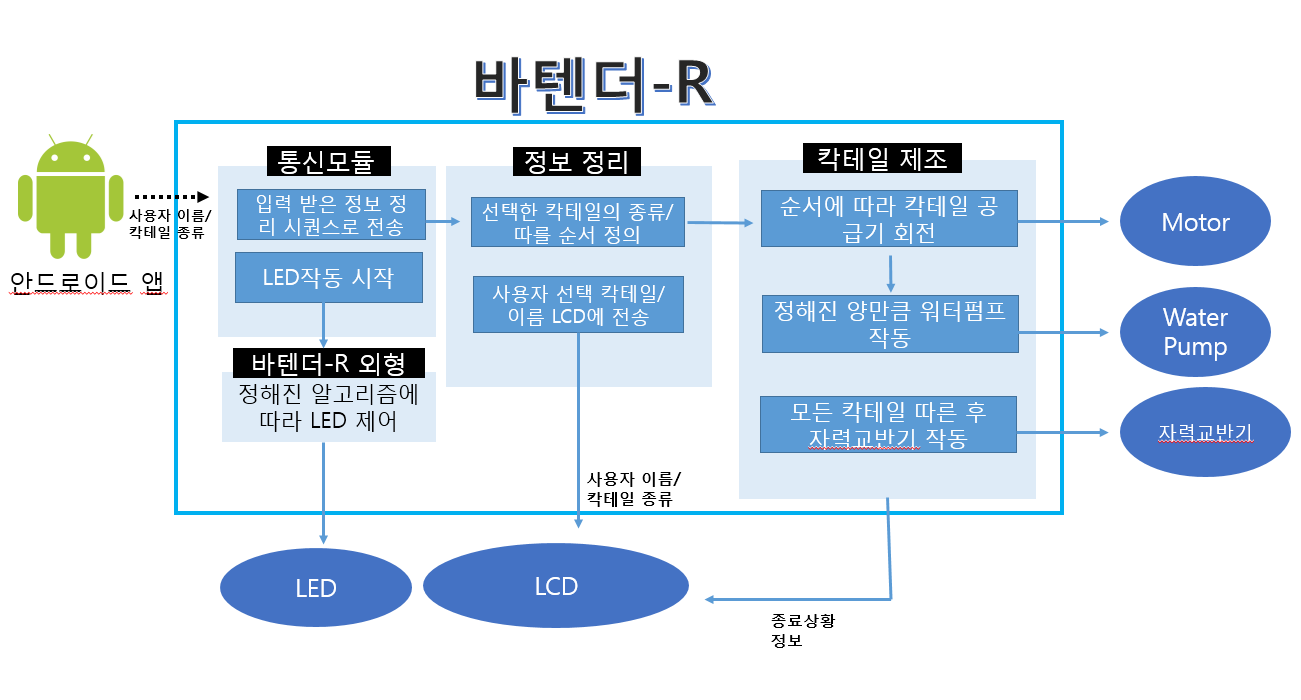 바텐더-R
사용자 이름/
칵테일 종류
안드로이드 앱
통신모듈
입력 받은 정보 정
리 시퀀스로 전송
LED작동 시작
바텐더-R 외형
정해진 알고리즘에
따라 LED 제어
정보 정리
선택한 칵테일의 종류/
따를 순서 정의
사용자 선택 칵테일/
이름 LCD에 전송
사용자 이름/
칵테일 종류
칵테일 제조
순서에 따라 칵테일 공
급기 회전
정해진 양만큼 워터펌프
작동
모든 칵테일 따른 후
자력교반기 작동
Motor
Water
Pump
자력교반기
LED
LCD
종료상황
정보